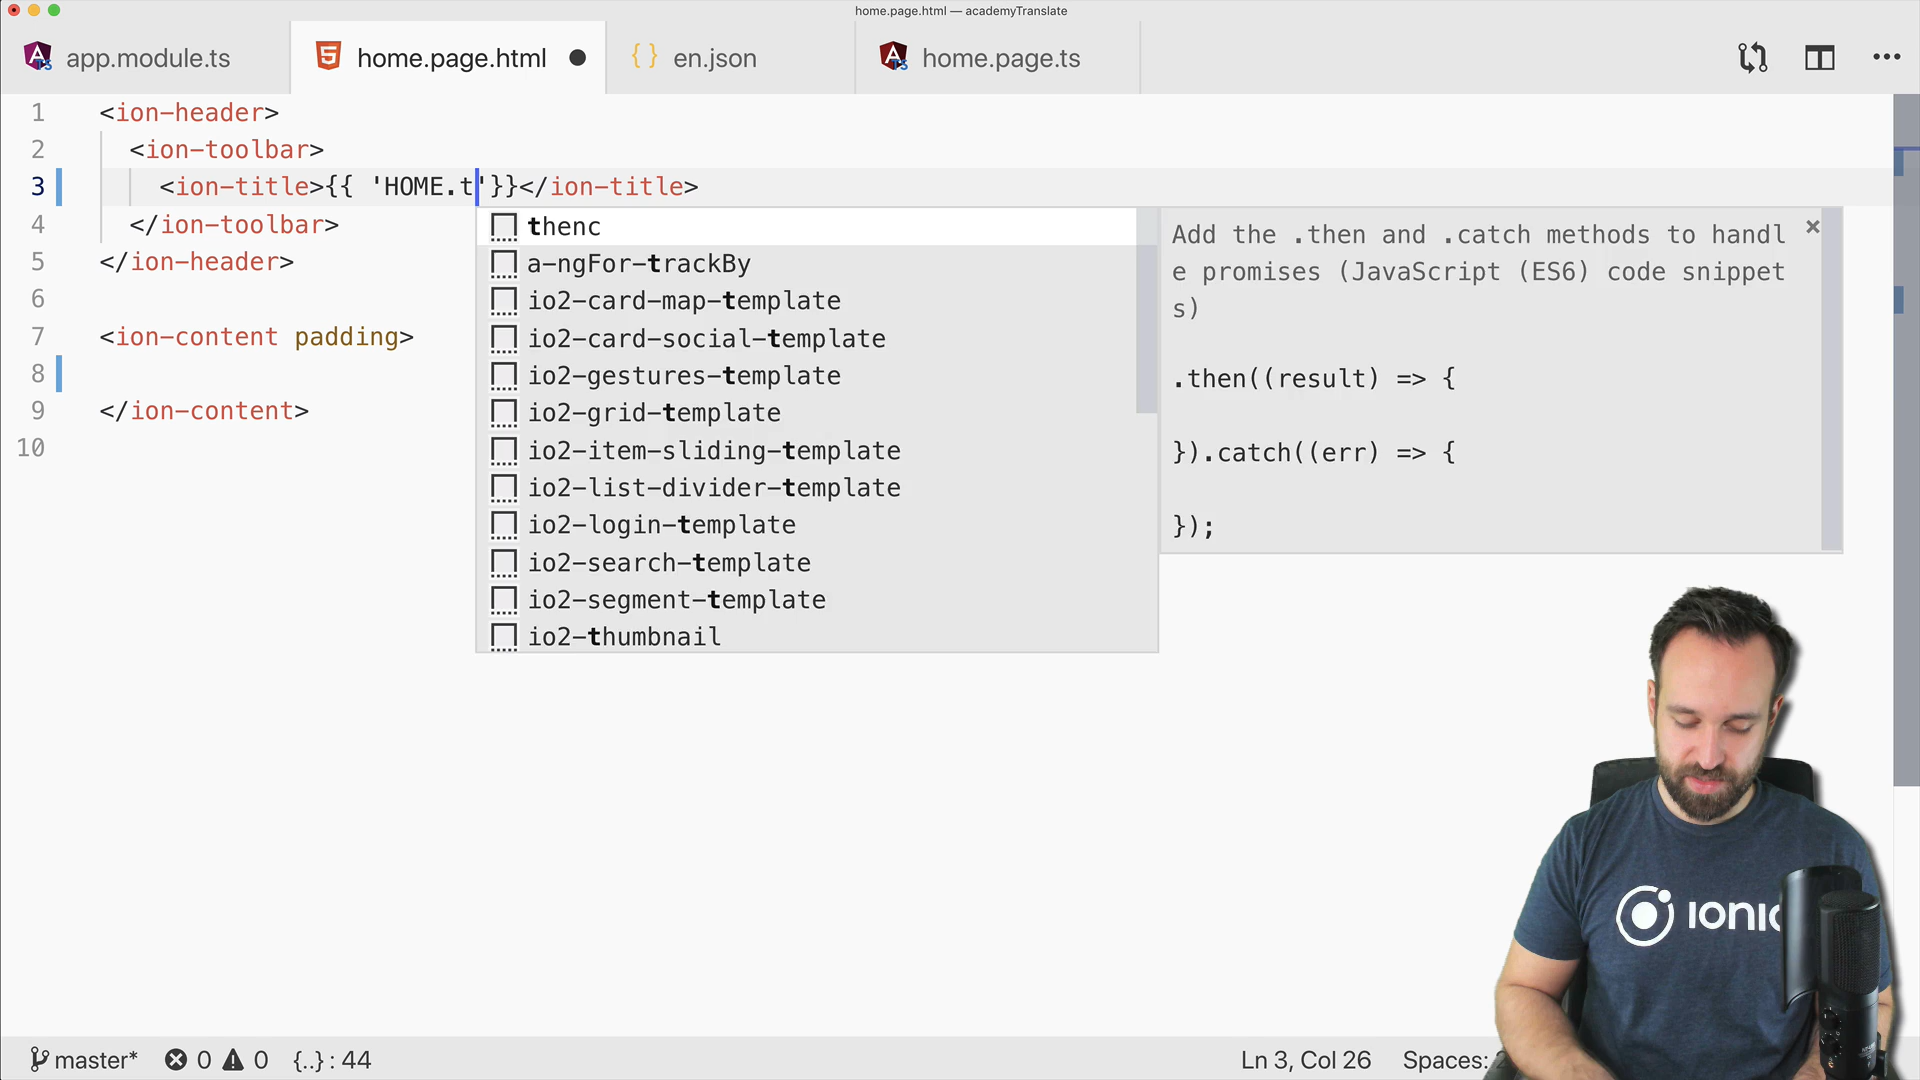 home.page.html — academyTranslate
app.module.ts
home.page.html
en.json
home.page.ts
1 <ion-header>
2 <ion-toolbar>
3 <ion-title>{{ 'HOME.t'}}</ion-title>
4 </ion-toolbar>
5 </ion-header>
6
7 <ion-content padding>
8
9 </ion-content>
10
thenc
a-ngFor-trackBy
io2-card-map-template
io2-card-social-template
io2-gestures-template
io2-grid-template
io2-item-sliding-template
io2-list-divider-template
io2-login-template
io2-search-template
io2-segment-template
io2-thumbnail
Add the .then and .catch methods to handl
e promises (JavaScript (ES6) code snippet
s)
.then((result) => {
}).catch((err) => {
});
ionic
master* 0 0 {..} : 44
Ln 3, Col 26 Spaces: